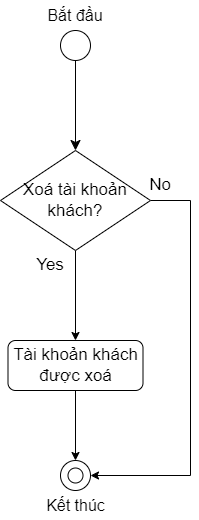 Bắt đầu
Xoá tài khoản
khách?
No
Yes
Tài khoản khách
được xoá
Kết thúc